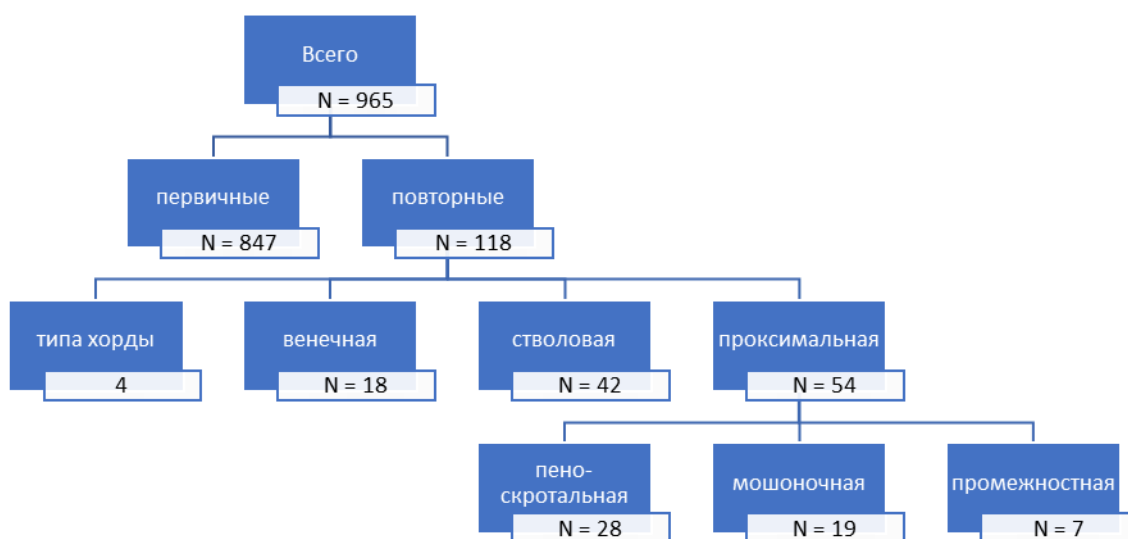 Всего
N = 965
первичные
N = 847
повторные
N = 118
типа хорды
4
венечная
N = 18
стволовая
N = 42
проксимальная
N = 54
пено-
скротальная
N = 28
мошоночная
N = 19
промежностная
N = 7